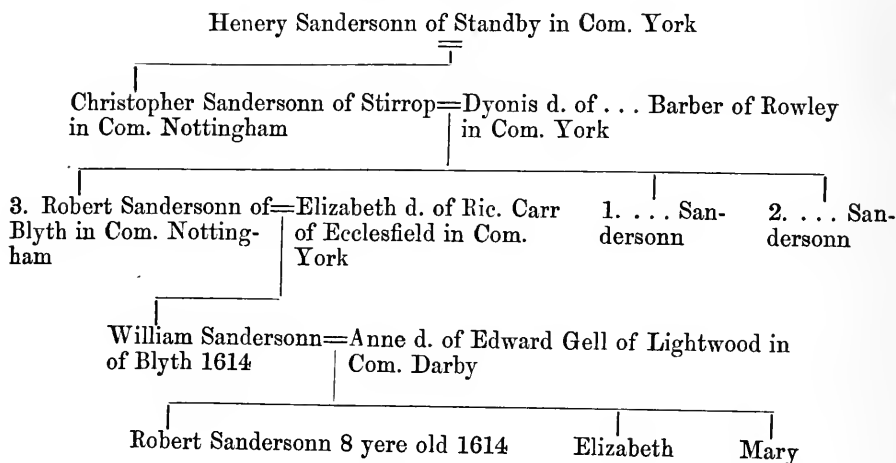 Henery Sandersonn of Standby in Com. York
Christopher Sandersonn of Stirrop=Dyonis d. of ... Barber of Rowley
in Com. Nottingham in Com. York
3. Robert Sandersonn of=Elizabeth d. of Ric. Carr 1. .... San- 2. .... San-
Blyth in Com. Notting- of Ecclesfield in Com. dersonn dersonn
ham York
William Sandersonn=Anne d. of Edward Gell of Lightwood in
of Blyth 1614 Com. Darby
Robert Sandersonn 8 yere old 1614 Elizabeth Mary